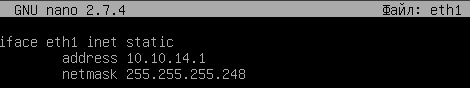 GNU nano 2.7.4 Файл: eth1
iface eth1 inet static
address 10.10.14.1
netmask 255.255.255.248